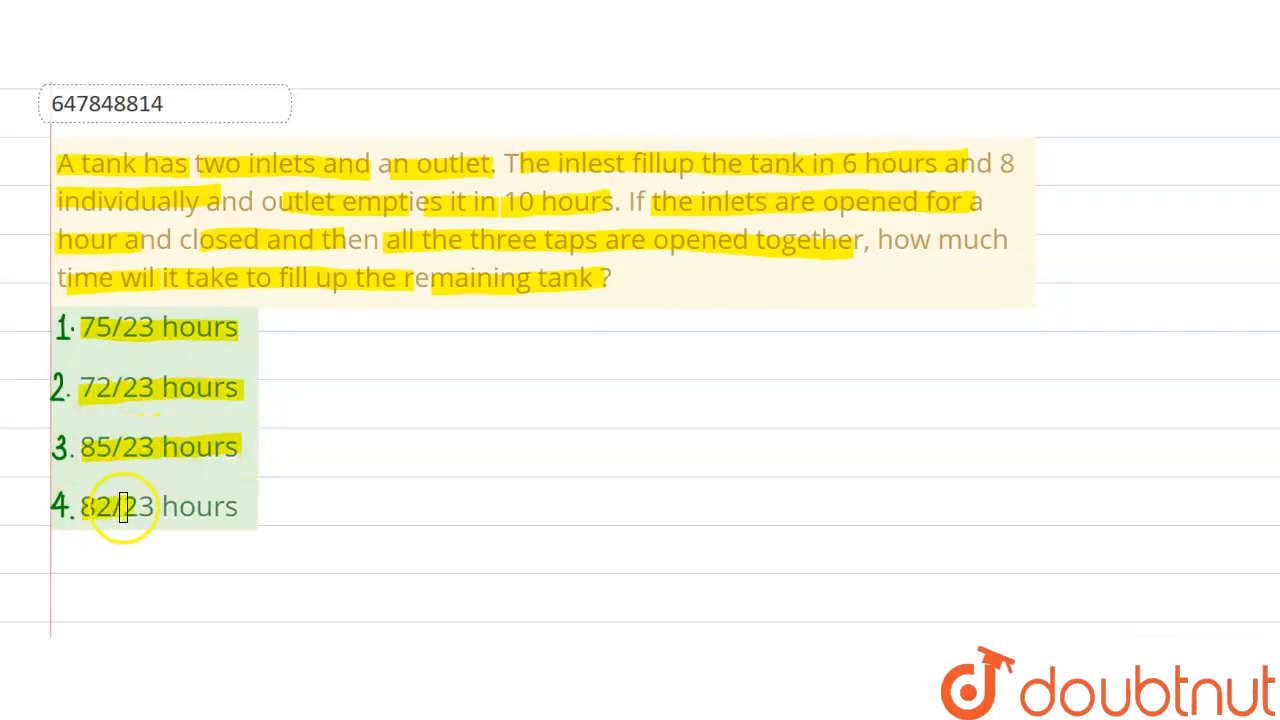 647848814
A tank has two inlets and an outlet. The inlest fillup the tank in 6 hours and 8
individually and outlet empties it in 10 hours. If the inlets are opened for a
hour and closed and then all the three taps are opened together, how much
time wil it take to fill up the remaining tank ?
1. 75/23 hours
2. 72/23 hours
3. 85/23 hours
4. 82/23 hours
doubtnut